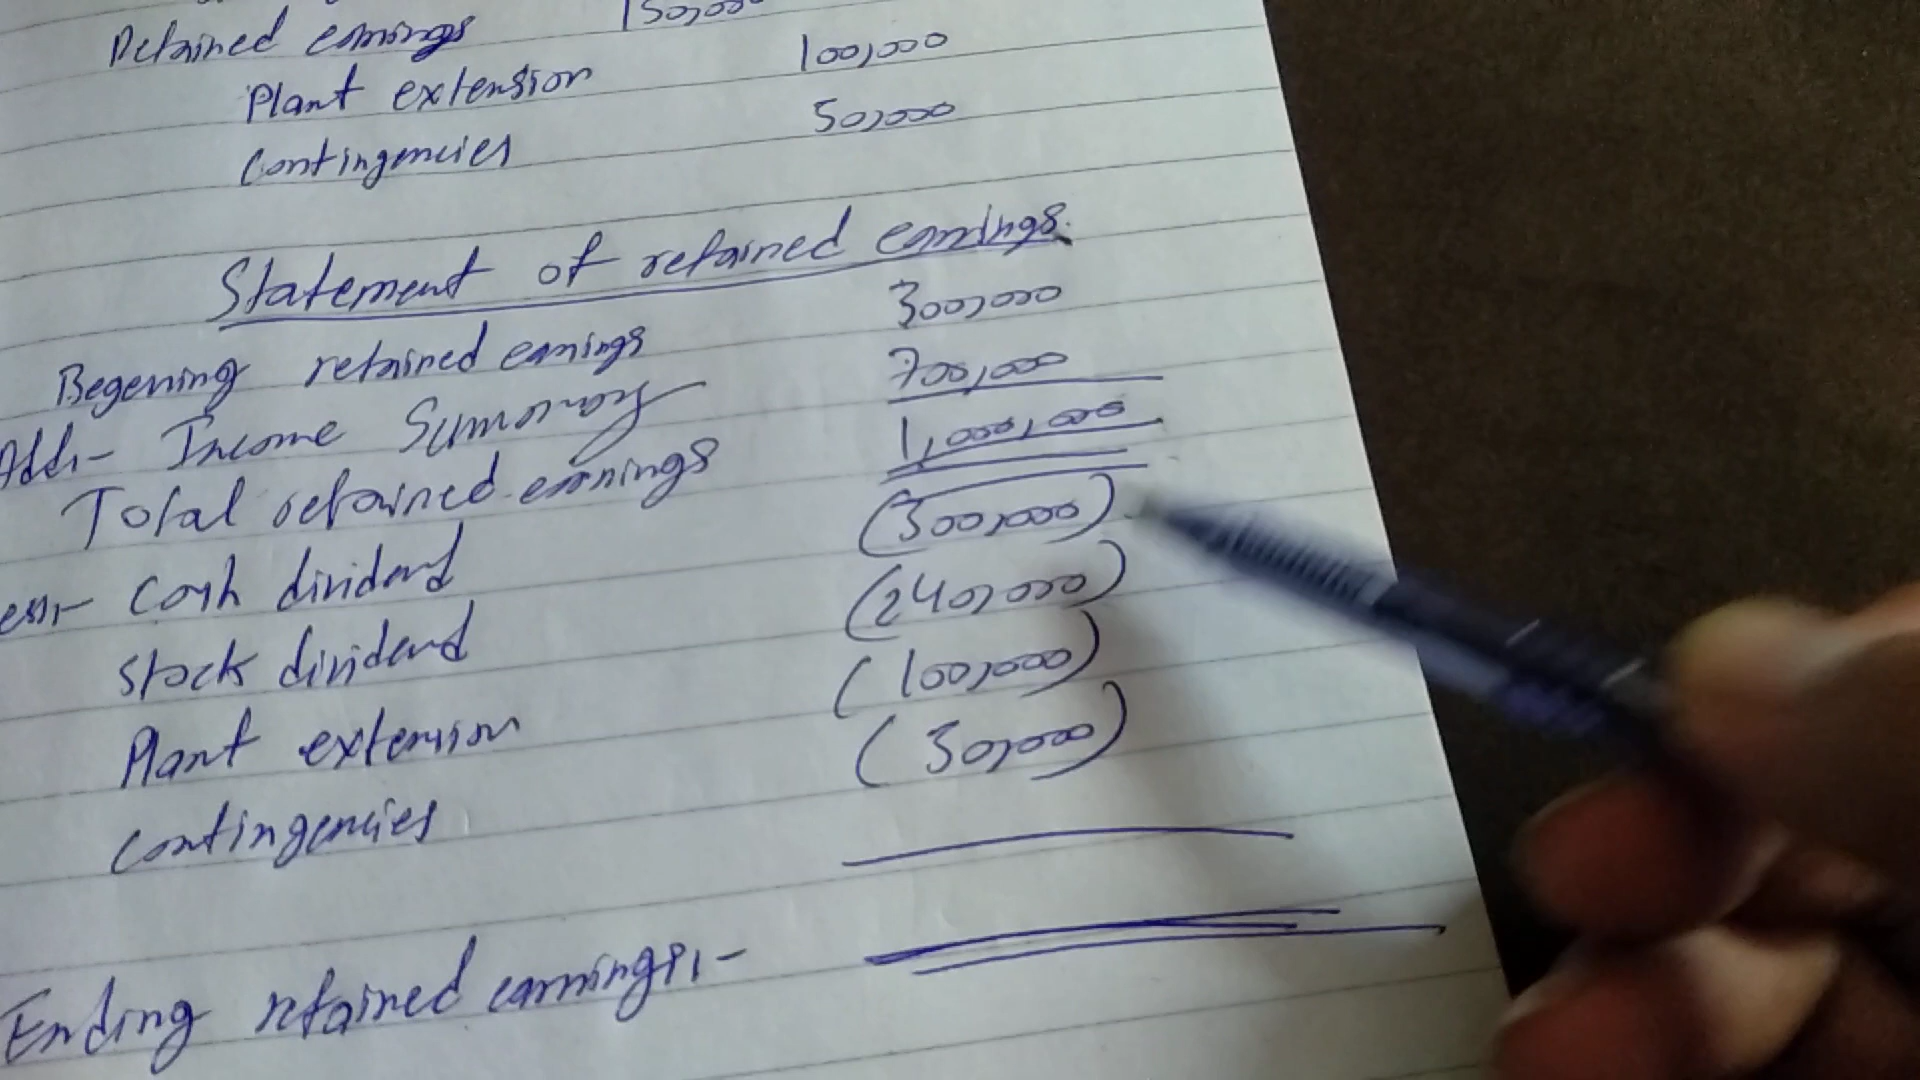 Retained earnings 150,000
Plant extension 100,000
Contingencies 50,000
Statement of retained earnings.
Begening retained earnings 300,000
Add:- Income Summary 700,000
Total retained earnings 1,000,000
ess:- Cash dividend (300,000)
Stock dividend (240,000)
Plant extension (100,000)
Contingencies (50,000)
Ending retained earnings:-